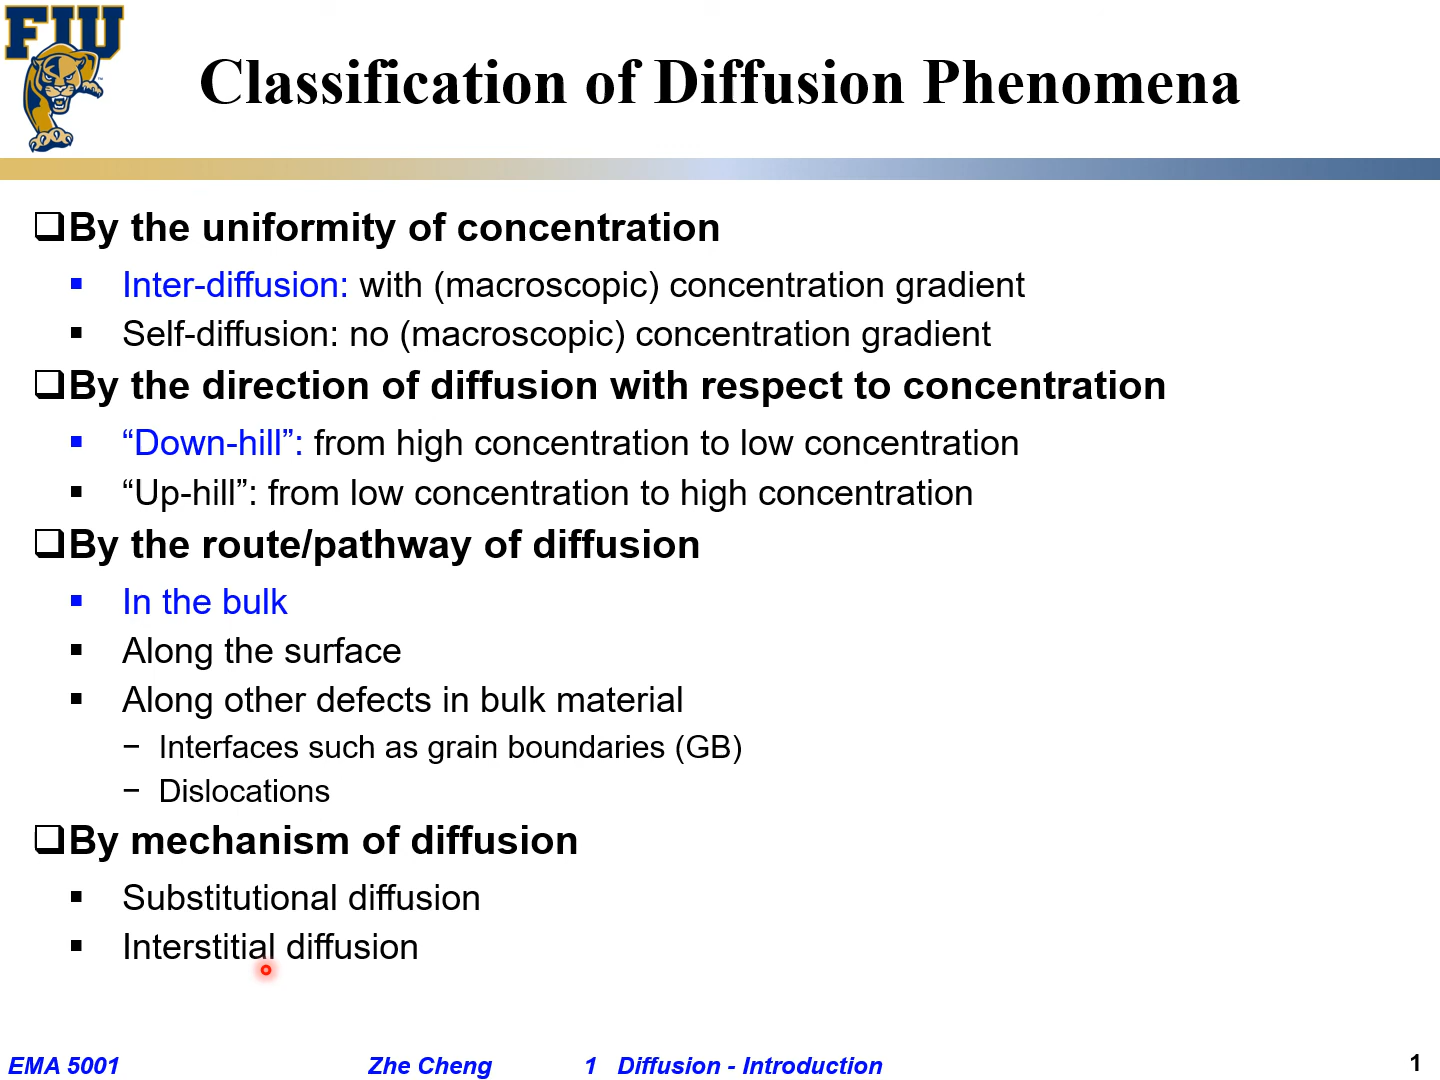 FIU
Classification of Diffusion Phenomena
❑By the uniformity of concentration
▪ Inter-diffusion: with (macroscopic) concentration gradient
▪ Self-diffusion: no (macroscopic) concentration gradient
❑By the direction of diffusion with respect to concentration
▪ “Down-hill”: from high concentration to low concentration
▪ “Up-hill”: from low concentration to high concentration
❑By the route/pathway of diffusion
▪ In the bulk
▪ Along the surface
▪ Along other defects in bulk material
− Interfaces such as grain boundaries (GB)
− Dislocations
❑By mechanism of diffusion
▪ Substitutional diffusion
▪ Interstitial diffusion
EMA 5001 Zhe Cheng 1 Diffusion - Introduction 1